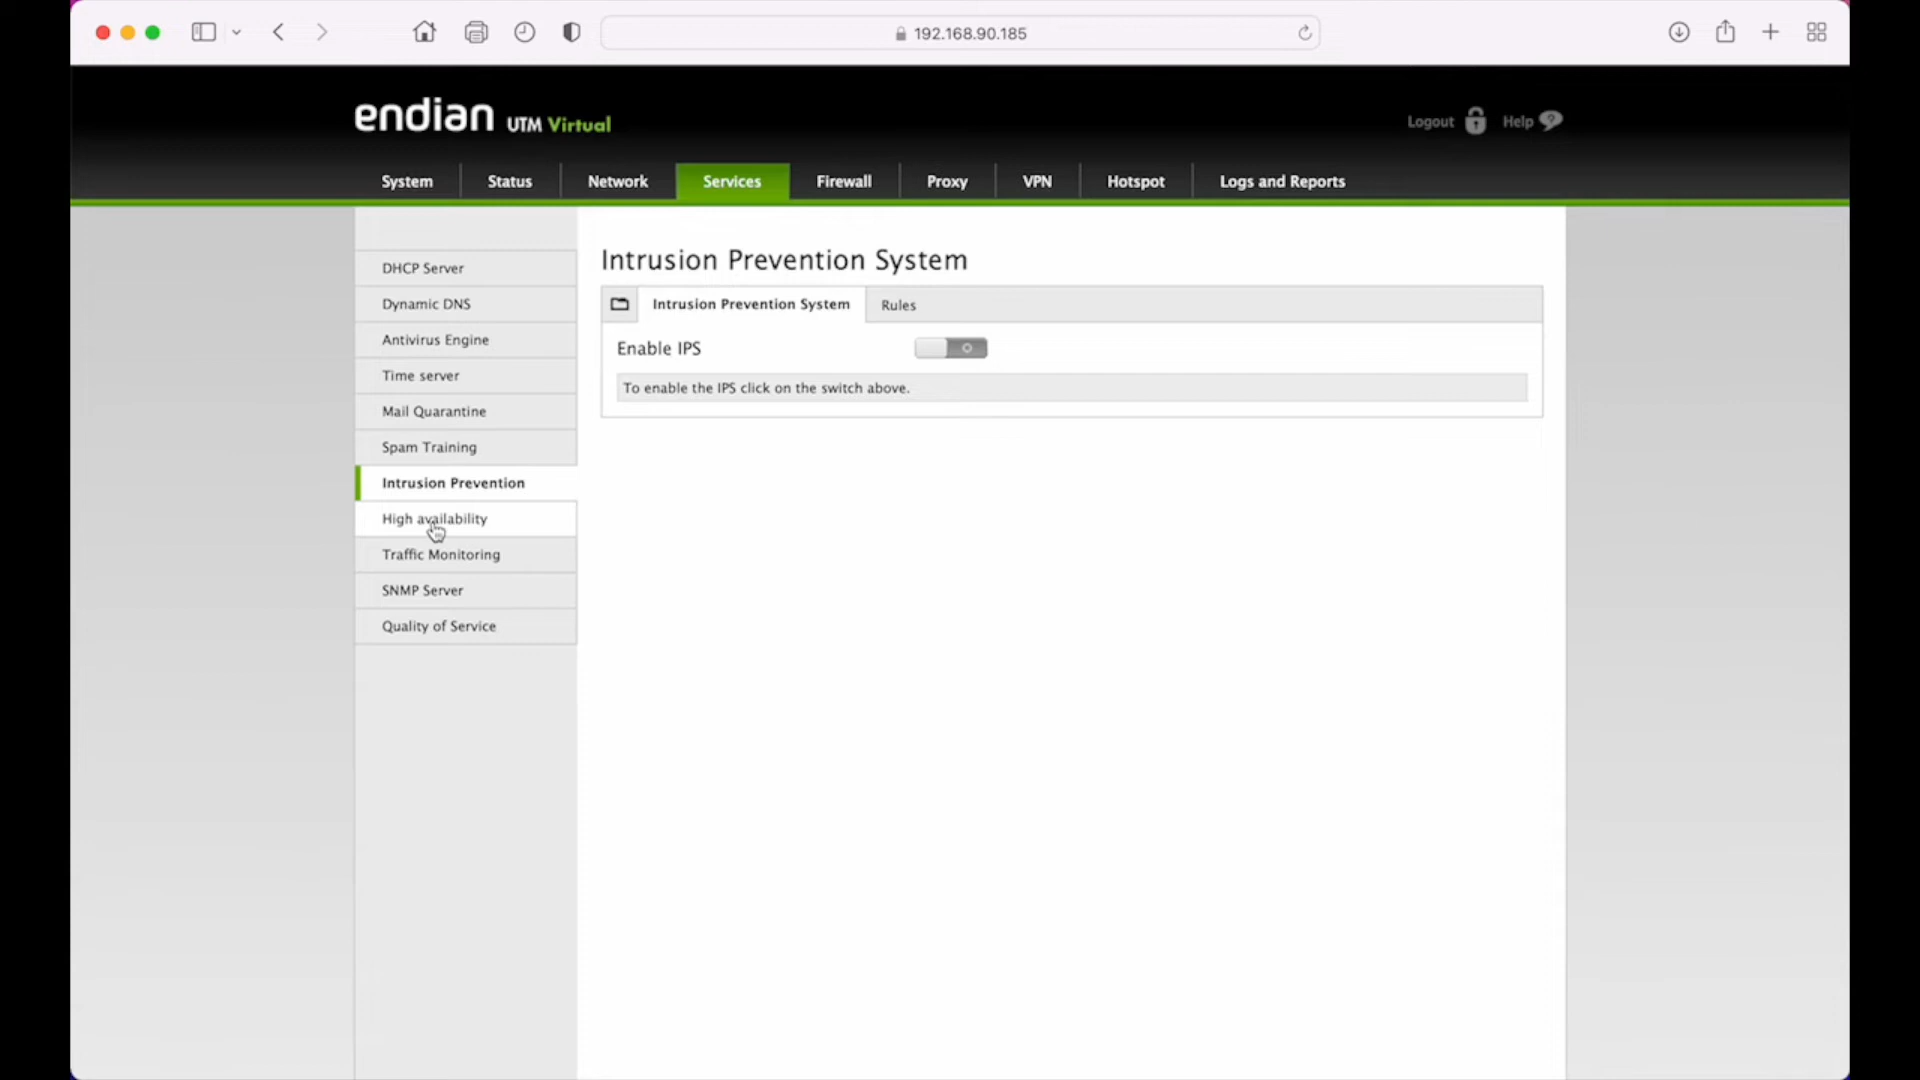 192.168.90.185
endian UTM Virtual
Logout Help
System Status Network Services Firewall Proxy VPN Hotspot Logs and Reports
DHCP Server
Dynamic DNS
Antivirus Engine
Time server
Mail Quarantine
Spam Training
Intrusion Prevention
High availability
Traffic Monitoring
SNMP Server
Quality of Service
Intrusion Prevention System
Intrusion Prevention System Rules
Enable IPS
To enable the IPS click on the switch above.